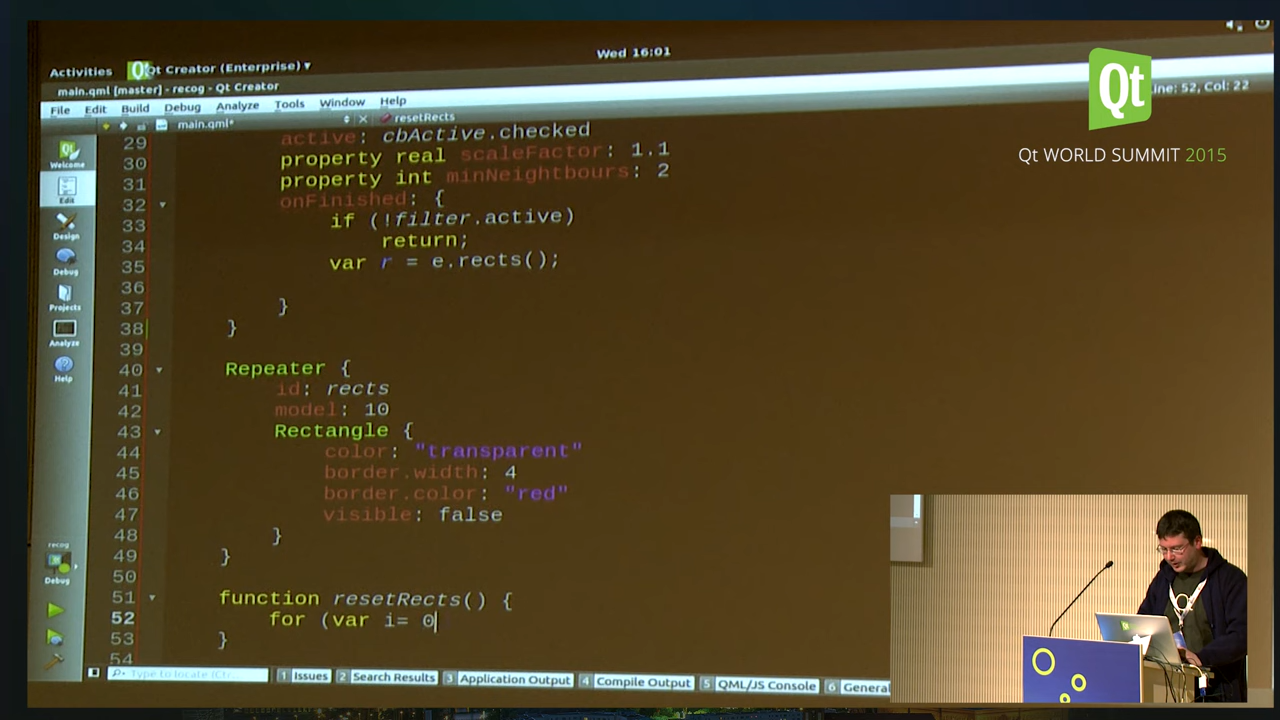 Wed 16:01
Activities
Qt Creator (Enterprise) ▾
main.qml [master] - recog - Qt Creator
File Edit Build Debug Analyze Tools Window Help
Line: 52, Col: 22
main.qml*
resetRects
Qt
Qt WORLD SUMMIT 2015
Welcome
Edit
Design
Debug
Projects
Analyze
Help
recog
Debug
29 active: cbActive.checked
30 property real scaleFactor: 1.1
31 property int minNeightbours: 2
32 onFinished: {
33 if (!filter.active)
34 return;
35 var r = e.rects();
36
37 }
38 }
39
40 Repeater {
41 id: rects
42 model: 10
43 Rectangle {
44 color: "transparent"
45 border.width: 4
46 border.color: "red"
47 visible: false
48 }
49 }
50
51 function resetRects() {
52 for (var i= 0
53 }
54
Type to locate (Ctr...
1 Issues 2 Search Results 3 Application Output 4 Compile Output 5 QML/JS Console 6 General